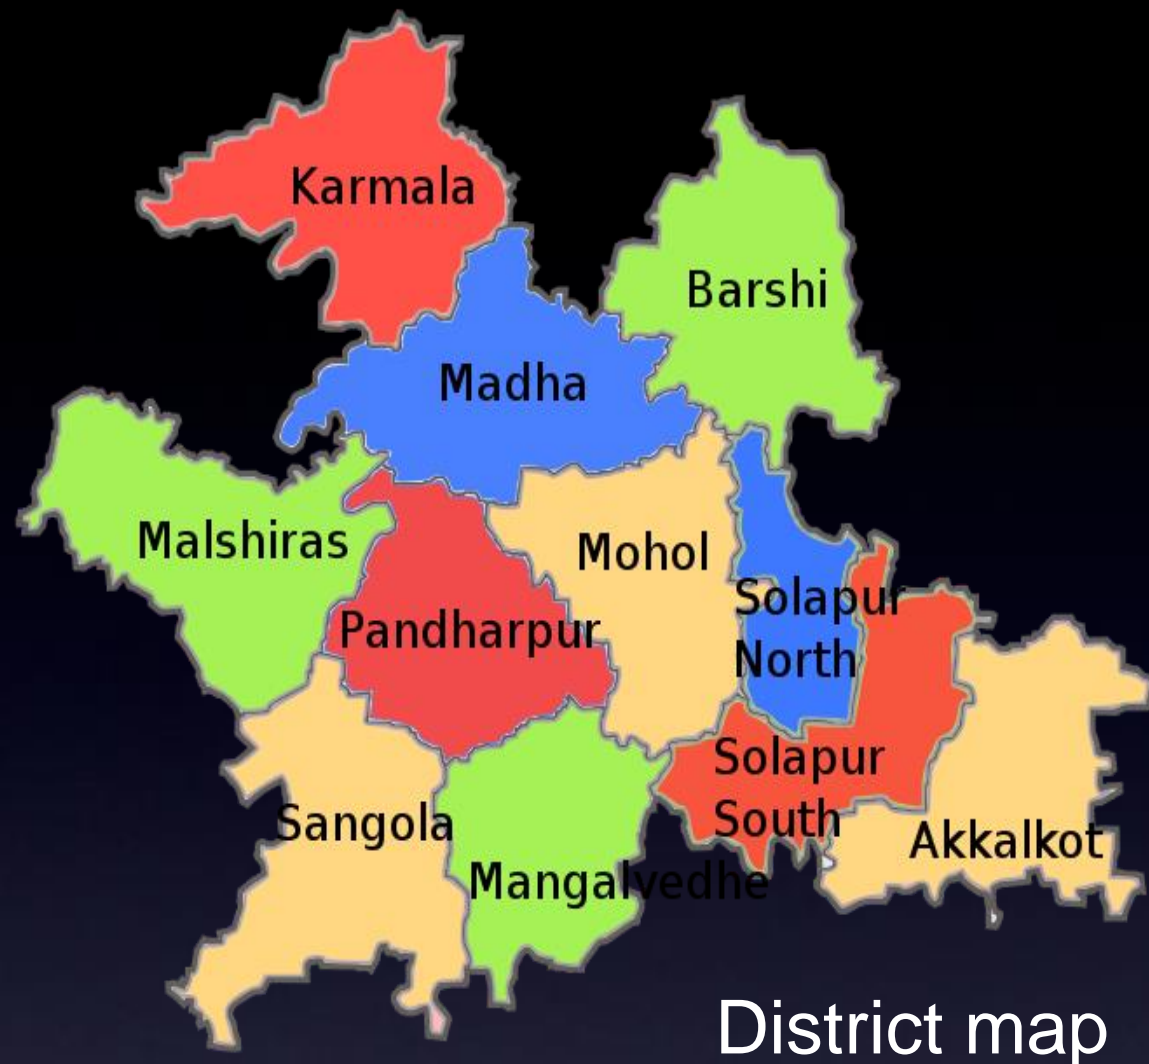 Karmala
Barshi
Madha
Malshiras
Mohol
Solapur
North
Pandharpur
Solapur
South
Sangola
Akkalkot
Mangalvedhe
District map